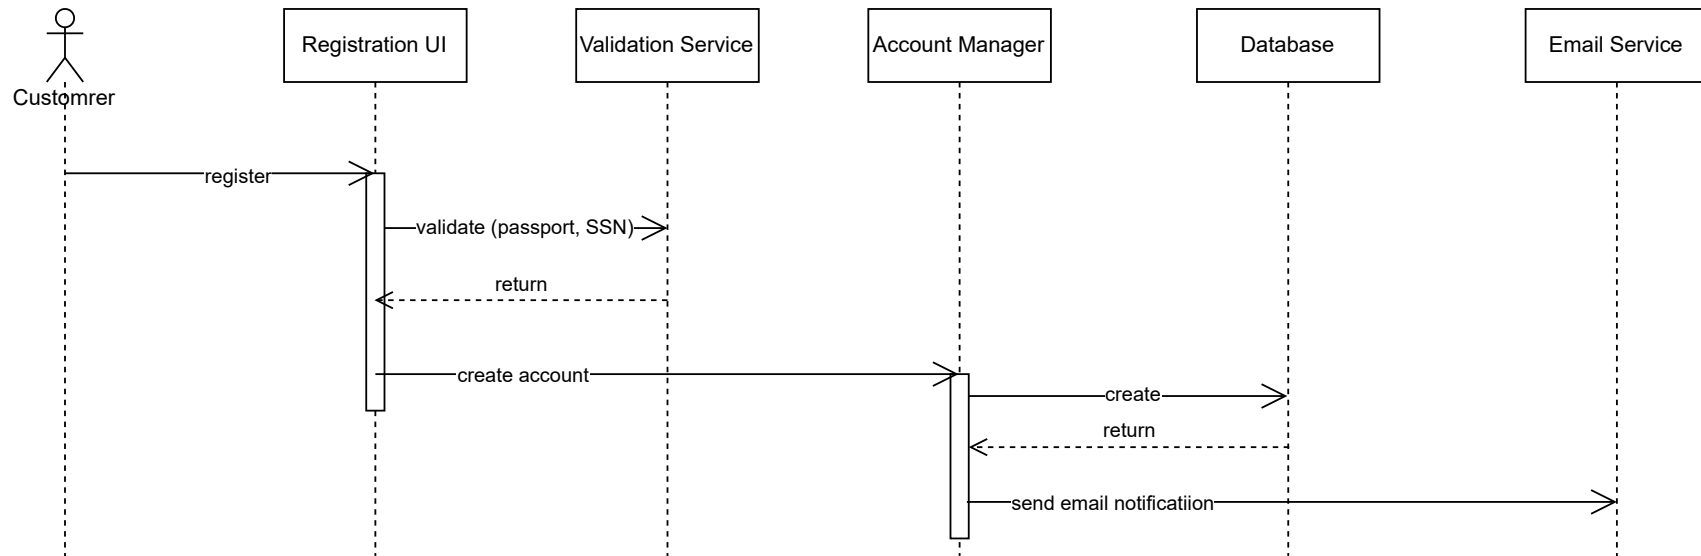 Customrer
Registration UI
Validation Service
Account Manager
Database
Email Service
register
validate (passport, SSN)
return
create account
create
return
send email notificatiion